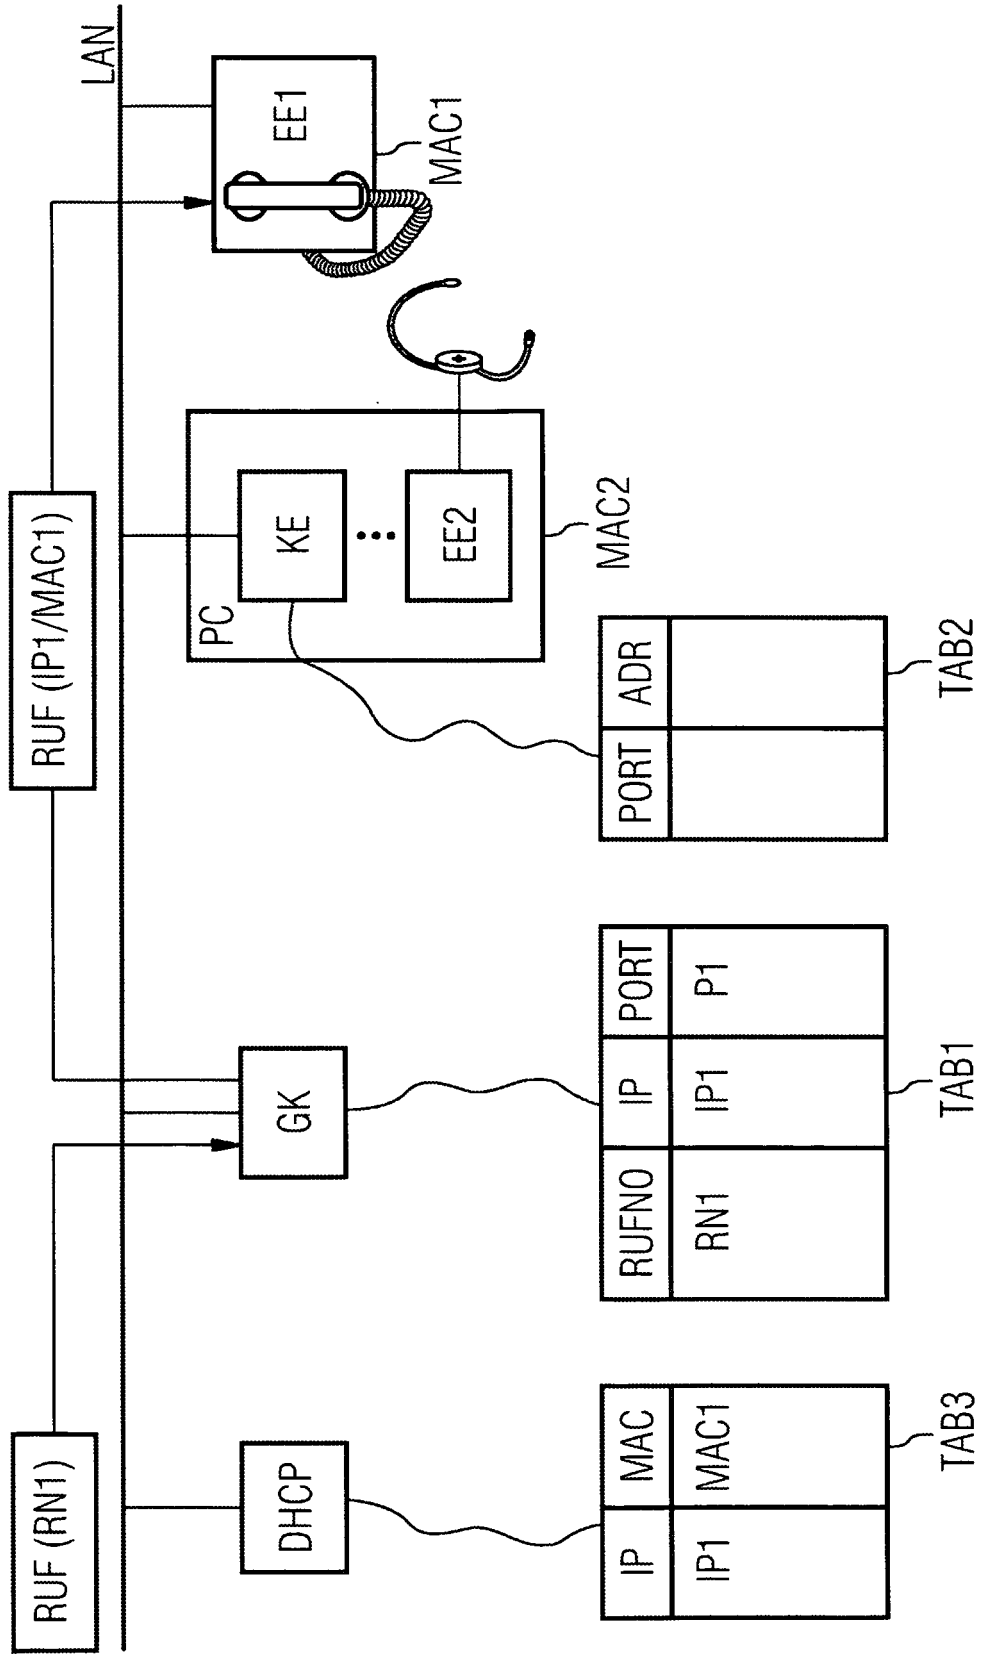 RUF (RN1)
RUF (IP1/MAC1)
LAN
DHCP
GK
PC
KE
EE2
EE1
MAC1
MAC2
IP MAC
IP1 MAC1
TAB3
RUFNO IP PORT
RN1 IP1 P1
TAB1
PORT ADR
TAB2